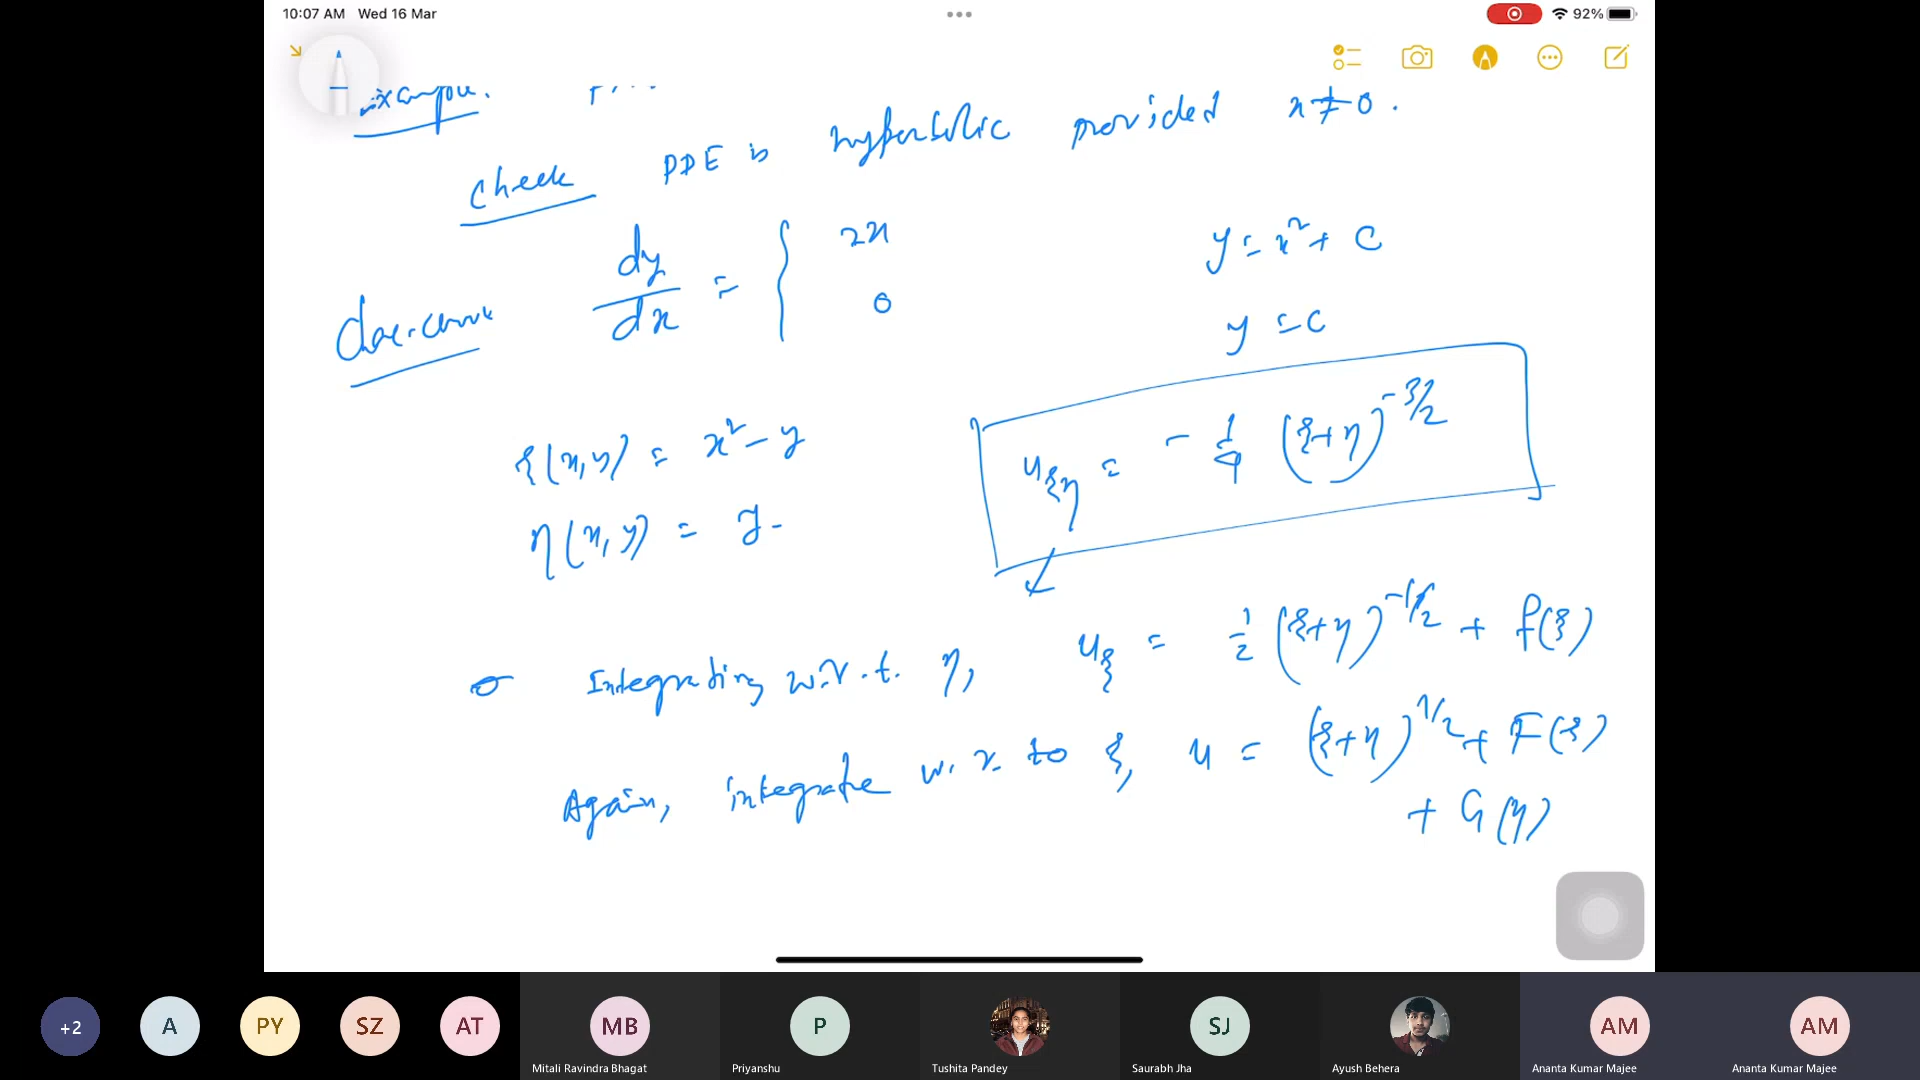 10:07 AM Wed 16 Mar
92%
Example.
PDE is hyperbolic provided x ≠ 0.
Check
dy/dx = { 2x
0
y = x² + c
y = c
Char. curve
ξ(x,y) = x² - y
η(x,y) = y.
u_ξη = - 1/4 (ξ+η)^-3/2
Integrating w.r.t. η, u_ξ = 1/2 (ξ+η)^-1/2 + f(ξ)
Again, integrate w.r to ξ, u = (ξ+η)^1/2 + F(ξ)
+ G(η)
+2
A
PY
SZ
AT
MB
P
SJ
AM
AM
Mitali Ravindra Bhagat
Priyanshu
Tushita Pandey
Saurabh Jha
Ayush Behera
Ananta Kumar Majee
Ananta Kumar Majee